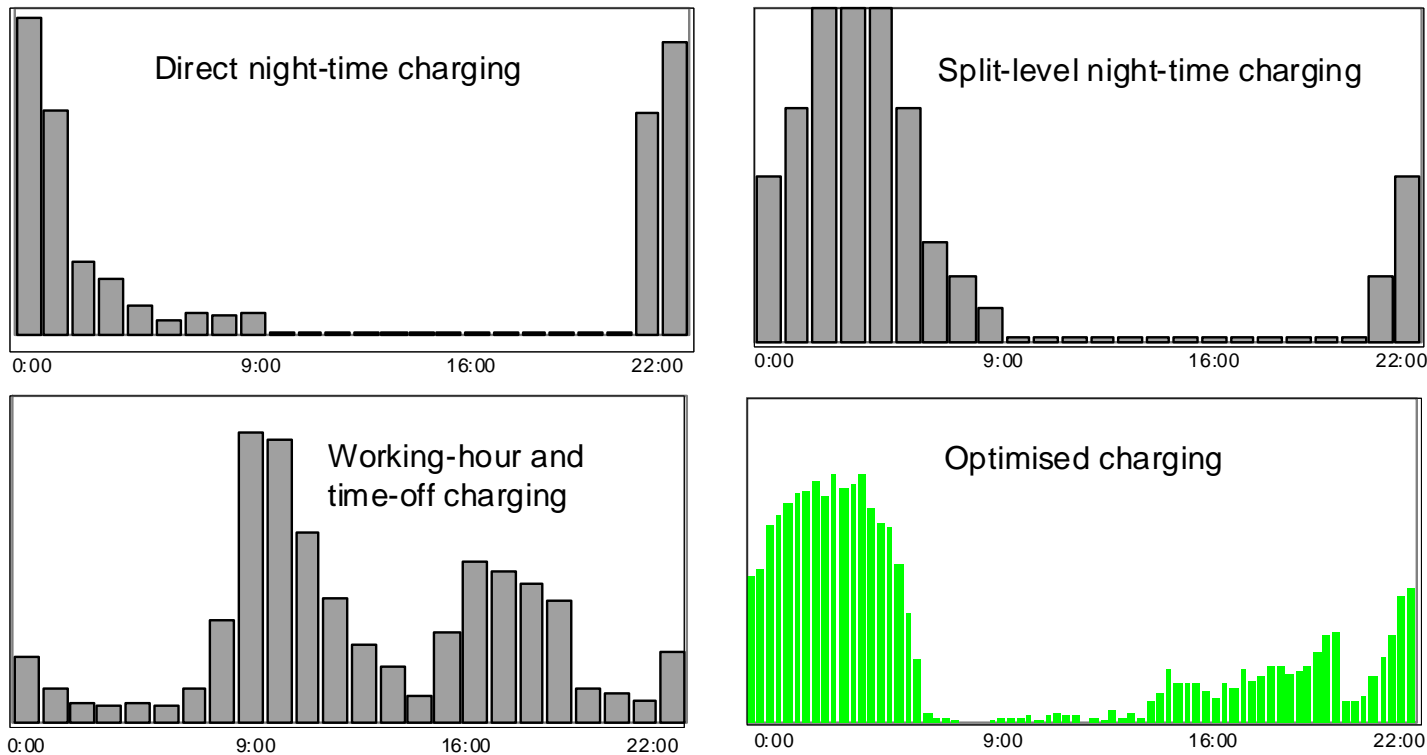 Direct night-time charging
0:00 9:00 16:00 22:00
Split-level night-time charging
0:00 9:00 16:00 22:00
Working-hour and
time-off charging
0:00 9:00 16:00 22:00
Optimised charging
0:00 9:00 16:00 22:00